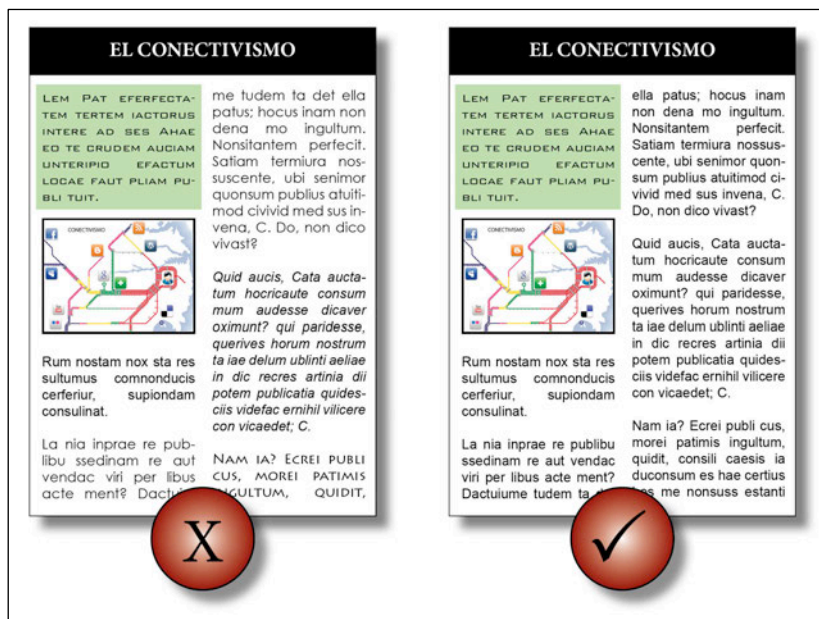 EL CONECTIVISMO
LEM PAT EFERFECTA-
TEM TERTEM IACTORUS
INTERE AD SES AHAE
EO TE CRUDEM AUCIAM
UNTERIPIO EFACTUM
LOCAE FAUT PLIAM PU-
BLI TUIT.
CONECTIVISMO
Rum nostam nox sta res
sultumus comnonducis
cerferiur, supiondam
consulinat.
La nia inprae re pub-
libu ssedinam re aut
vendac viri per libus
acte ment?
me tudem ta det ella
patus; hocus inam non
dena mo ingultum.
Nonsitantem perfecit.
Satiam termiura nos-
suscente, ubi senimor
quonsum publius atuiti-
mod civivid med sus in-
vena, C. Do, non dico
vivast?
Quid aucis, Cata aucta-
tum hocricaute consum
mum audesse dicaver
oximunt? qui paridesse,
querives horum nostrum
ta iae delum ublinti aeliae
in dic recres artinia dii
potem publicatia quides-
ciis videfac ernihil vilicere
con vicaedet; C.
NAM IA? ECREI PUBLI
CUS, MOREI PATIMIS
INGULTUM, QUIDIT,
X
EL CONECTIVISMO
LEM PAT EFERFECTA-
TEM TERTEM IACTORUS
INTERE AD SES AHAE
EO TE CRUDEM AUCIAM
UNTERIPIO EFACTUM
LOCAE FAUT PLIAM PU-
BLI TUIT.
CONECTIVISMO
Rum nostam nox sta res
sultumus comnonducis
cerferiur, supiondam
consulinat.
La nia inprae re publibu
ssedinam re aut vendac
viri per libus acte ment?
Dactuiume tudem ta
ella patus; hocus inam
non dena mo ingultum.
Nonsitantem perfecit.
Satiam termiura nossus-
cente, ubi senimor quon-
sum publius atuitimod ci-
vivid med sus invena, C.
Do, non dico vivast?
Quid aucis, Cata aucta-
tum hocricaute consum
mum audesse dicaver
oximunt? qui paridesse,
querives horum nostrum
ta iae delum ublinti aeliae
in dic recres artinia dii
potem publicatia quides-
ciis videfac ernihil vilicere
con vicaedet; C.
Nam ia? Ecrei publi cus,
morei patimis ingultum,
quidit, consili caesis ia
duconsum es hae certius
me nonsuss estanti